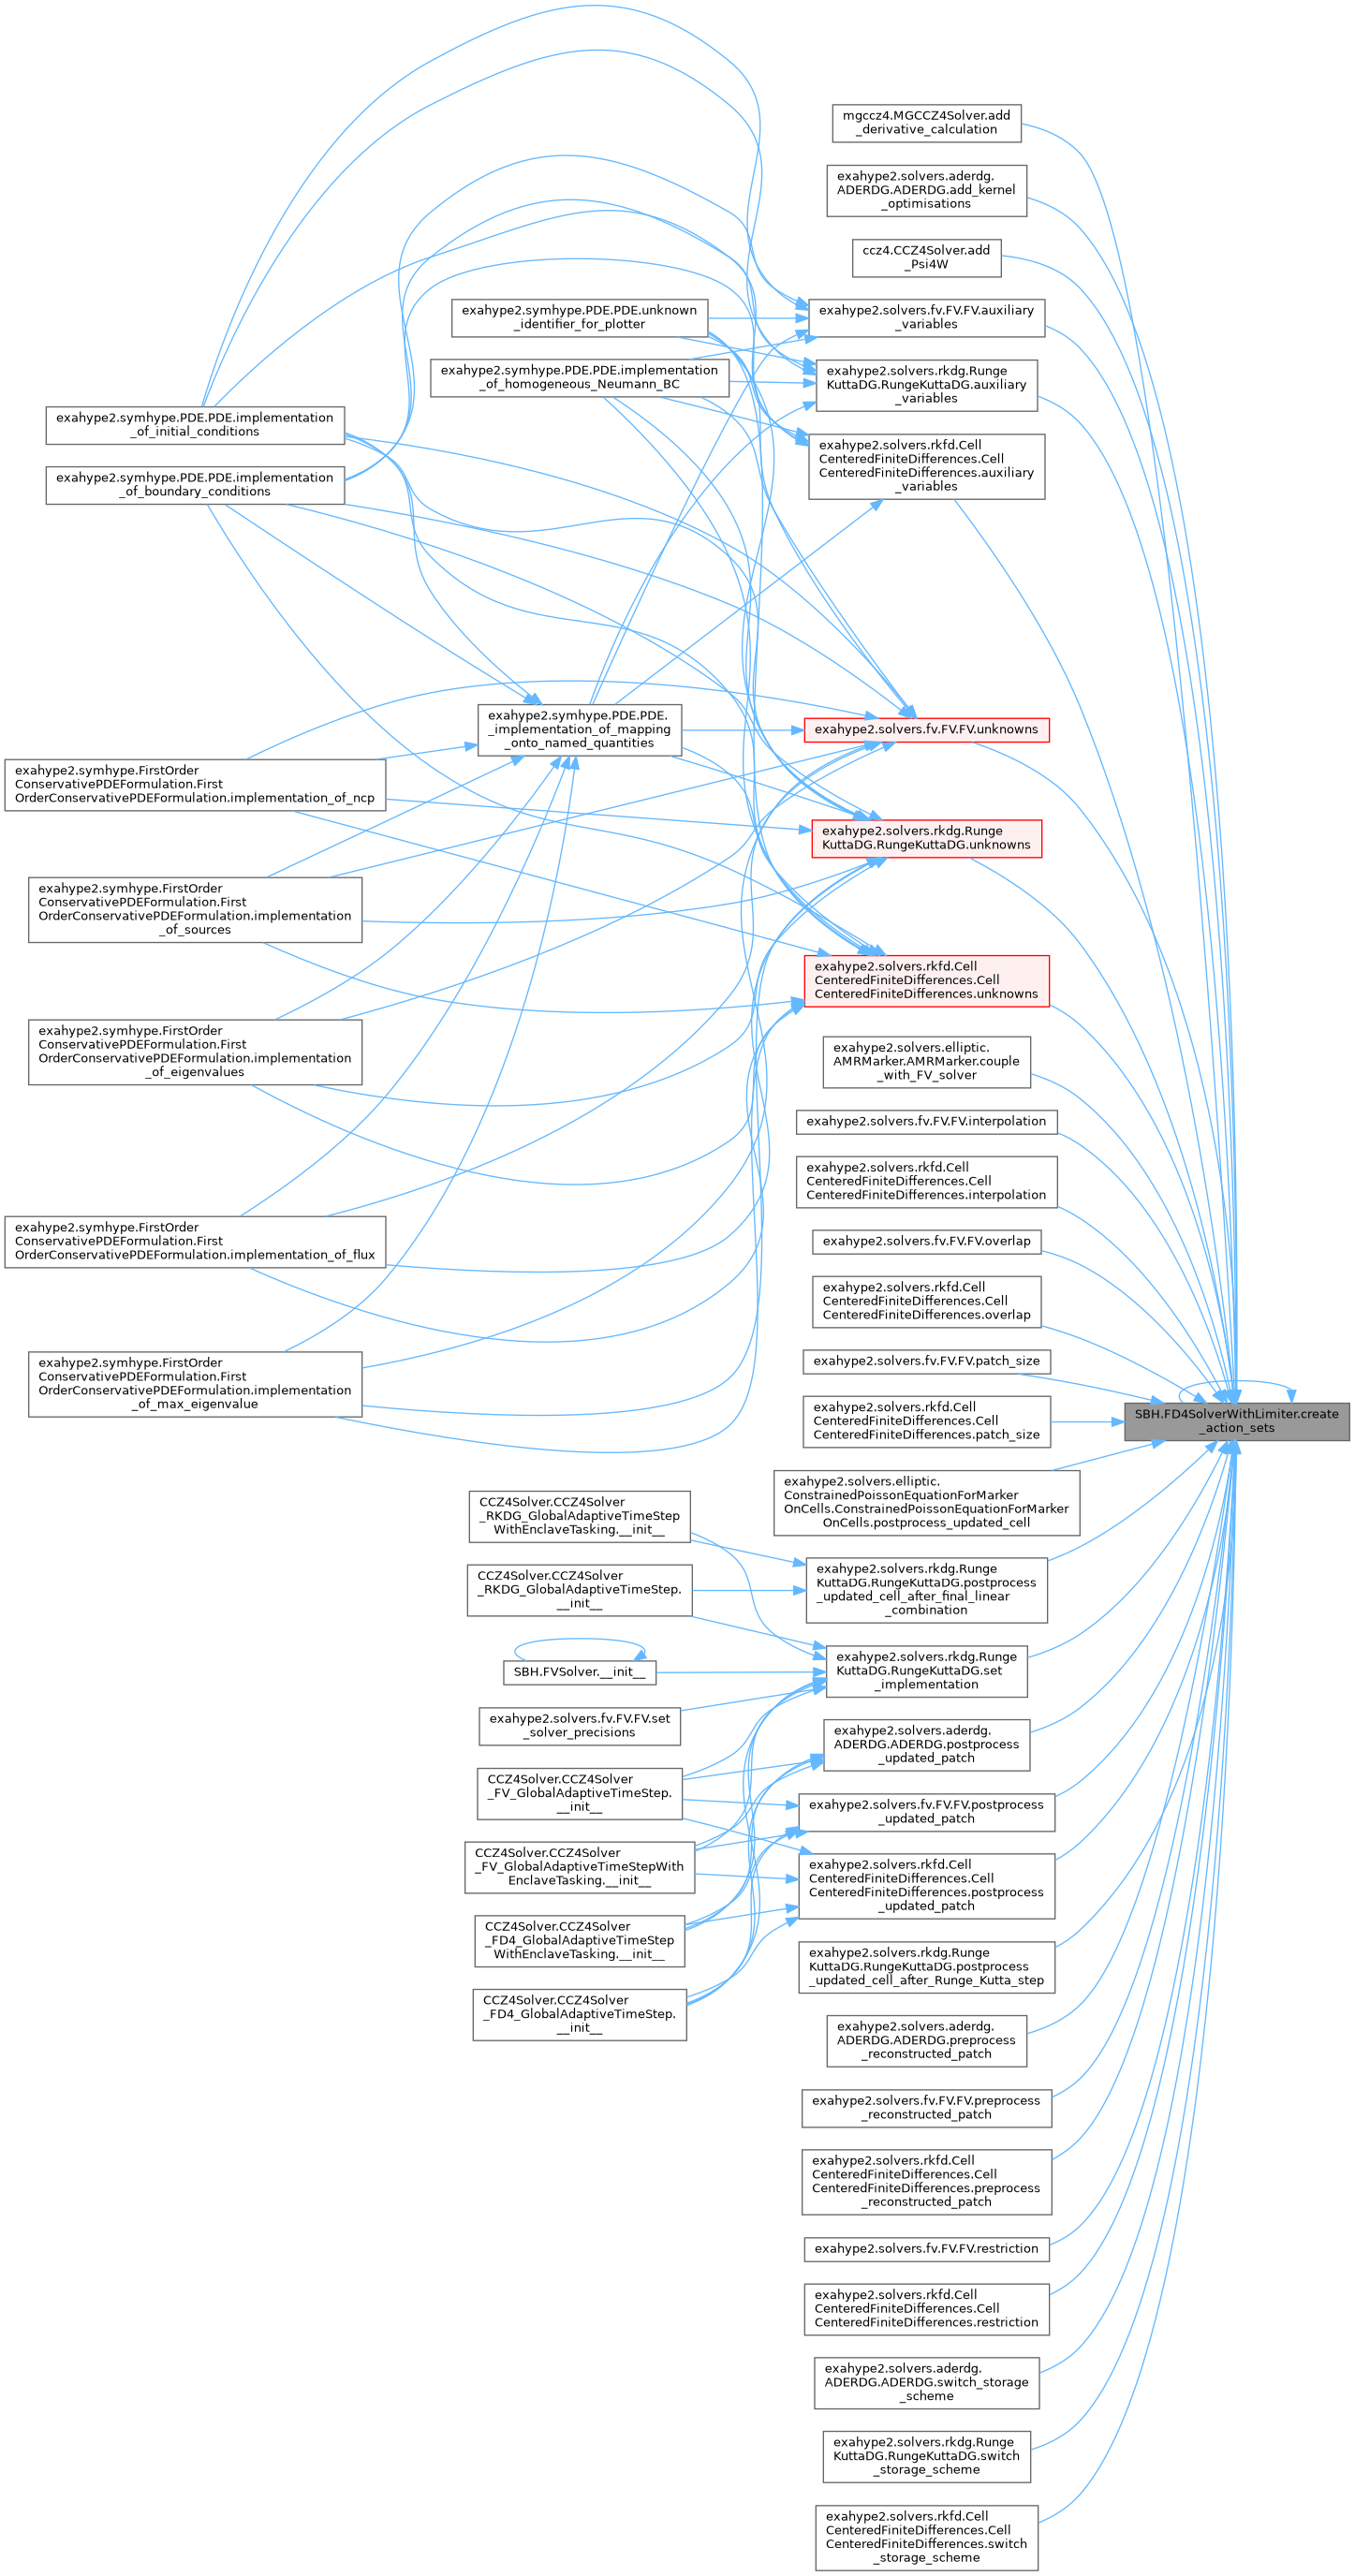 mgccz4.MGCCZ4Solver.add
_derivative_calculation
exahype2.solvers.aderdg.
ADERDG.ADERDG.add_kernel
_optimisations
ccz4.CCZ4Solver.add
_Psi4W
exahype2.solvers.fv.FV.FV.auxiliary
_variables
exahype2.symhype.PDE.PDE.unknown
_identifier_for_plotter
exahype2.solvers.rkdg.Runge
KuttaDG.RungeKuttaDG.auxiliary
_variables
exahype2.symhype.PDE.PDE.implementation
_of_homogeneous_Neumann_BC
exahype2.symhype.PDE.PDE.implementation
_of_initial_conditions
exahype2.solvers.rkfd.Cell
CenteredFiniteDifferences.Cell
CenteredFiniteDifferences.auxiliary
_variables
exahype2.symhype.PDE.PDE.implementation
_of_boundary_conditions
exahype2.symhype.PDE.PDE.
_implementation_of_mapping
_onto_named_quantities
exahype2.solvers.fv.FV.FV.unknowns
exahype2.symhype.FirstOrder
ConservativePDEFormulation.First
OrderConservativePDEFormulation.implementation_of_ncp
exahype2.solvers.rkdg.Runge
KuttaDG.RungeKuttaDG.unknowns
exahype2.symhype.FirstOrder
ConservativePDEFormulation.First
OrderConservativePDEFormulation.implementation
_of_sources
exahype2.solvers.rkfd.Cell
CenteredFiniteDifferences.Cell
CenteredFiniteDifferences.unknowns
exahype2.symhype.FirstOrder
ConservativePDEFormulation.First
OrderConservativePDEFormulation.implementation
_of_eigenvalues
exahype2.solvers.elliptic.
AMRMarker.AMRMarker.couple
_with_FV_solver
exahype2.solvers.fv.FV.FV.interpolation
exahype2.solvers.rkfd.Cell
CenteredFiniteDifferences.Cell
CenteredFiniteDifferences.interpolation
exahype2.symhype.FirstOrder
ConservativePDEFormulation.First
OrderConservativePDEFormulation.implementation_of_flux
exahype2.solvers.fv.FV.FV.overlap
exahype2.solvers.rkfd.Cell
CenteredFiniteDifferences.Cell
CenteredFiniteDifferences.overlap
exahype2.symhype.FirstOrder
ConservativePDEFormulation.First
OrderConservativePDEFormulation.implementation
_of_max_eigenvalue
exahype2.solvers.fv.FV.FV.patch_size
exahype2.solvers.rkfd.Cell
CenteredFiniteDifferences.Cell
CenteredFiniteDifferences.patch_size
SBH.FD4SolverWithLimiter.create
_action_sets
exahype2.solvers.elliptic.
ConstrainedPoissonEquationForMarker
OnCells.ConstrainedPoissonEquationForMarker
OnCells.postprocess_updated_cell
CCZ4Solver.CCZ4Solver
_RKDG_GlobalAdaptiveTimeStep
WithEnclaveTasking.__init__
exahype2.solvers.rkdg.Runge
KuttaDG.RungeKuttaDG.postprocess
_updated_cell_after_final_linear
_combination
CCZ4Solver.CCZ4Solver
_RKDG_GlobalAdaptiveTimeStep.
__init__
exahype2.solvers.rkdg.Runge
KuttaDG.RungeKuttaDG.set
_implementation
SBH.FVSolver.__init__
exahype2.solvers.fv.FV.FV.set
_solver_precisions
exahype2.solvers.aderdg.
ADERDG.ADERDG.postprocess
_updated_patch
CCZ4Solver.CCZ4Solver
_FV_GlobalAdaptiveTimeStep.
__init__
exahype2.solvers.fv.FV.FV.postprocess
_updated_patch
CCZ4Solver.CCZ4Solver
_FV_GlobalAdaptiveTimeStepWith
EnclaveTasking.__init__
exahype2.solvers.rkfd.Cell
CenteredFiniteDifferences.Cell
CenteredFiniteDifferences.postprocess
_updated_patch
CCZ4Solver.CCZ4Solver
_FD4_GlobalAdaptiveTimeStep
WithEnclaveTasking.__init__
exahype2.solvers.rkdg.Runge
KuttaDG.RungeKuttaDG.postprocess
_updated_cell_after_Runge_Kutta_step
CCZ4Solver.CCZ4Solver
_FD4_GlobalAdaptiveTimeStep.
__init__
exahype2.solvers.aderdg.
ADERDG.ADERDG.preprocess
_reconstructed_patch
exahype2.solvers.fv.FV.FV.preprocess
_reconstructed_patch
exahype2.solvers.rkfd.Cell
CenteredFiniteDifferences.Cell
CenteredFiniteDifferences.preprocess
_reconstructed_patch
exahype2.solvers.fv.FV.FV.restriction
exahype2.solvers.rkfd.Cell
CenteredFiniteDifferences.Cell
CenteredFiniteDifferences.restriction
exahype2.solvers.aderdg.
ADERDG.ADERDG.switch_storage
_scheme
exahype2.solvers.rkdg.Runge
KuttaDG.RungeKuttaDG.switch
_storage_scheme
exahype2.solvers.rkfd.Cell
CenteredFiniteDifferences.Cell
CenteredFiniteDifferences.switch
_storage_scheme